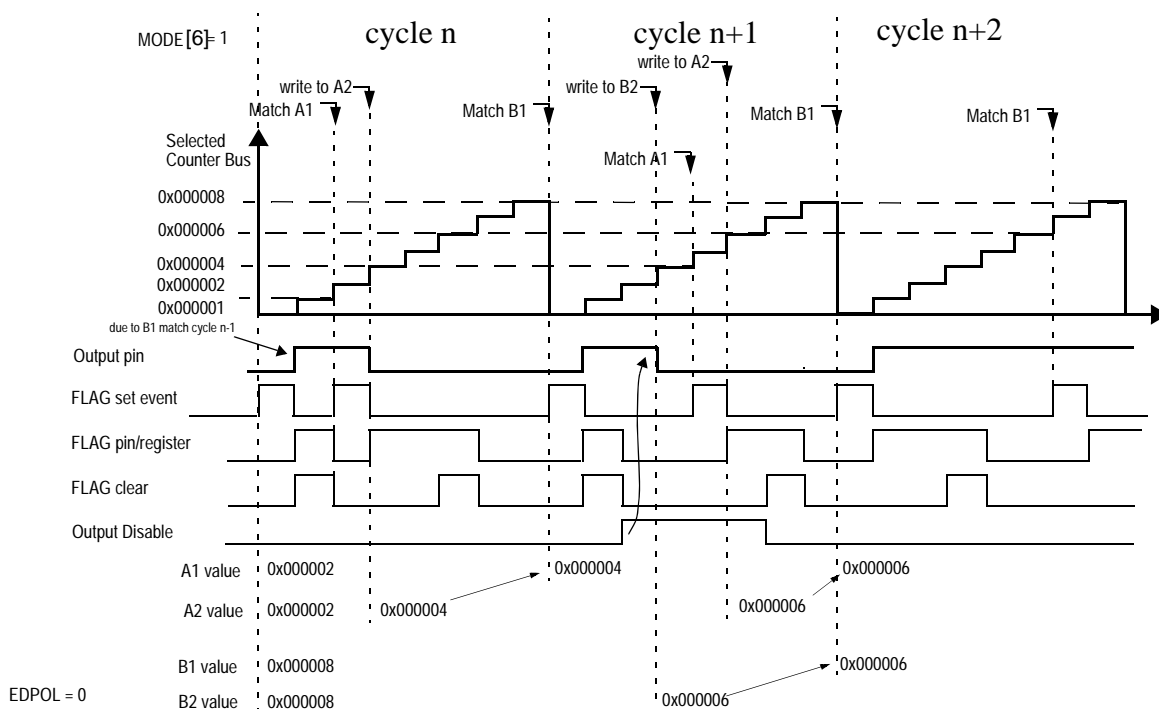 MODE[6]= 1
cycle n
cycle n+1
cycle n+2
write to A2
write to A2
write to B2
Match A1
Match B1
Match B1
Match B1
Match A1
Selected
Counter Bus
0x000008
0x000006
0x000004
0x000002
0x000001
due to B1 match cycle n-1
Output pin
FLAG set event
FLAG pin/register
FLAG clear
Output Disable
A1 value 0x000002 0x000004 0x000006
A2 value 0x000002 0x000004 0x000006
B1 value 0x000008 0x000006
EDPOL = 0
B2 value 0x000008 0x000006